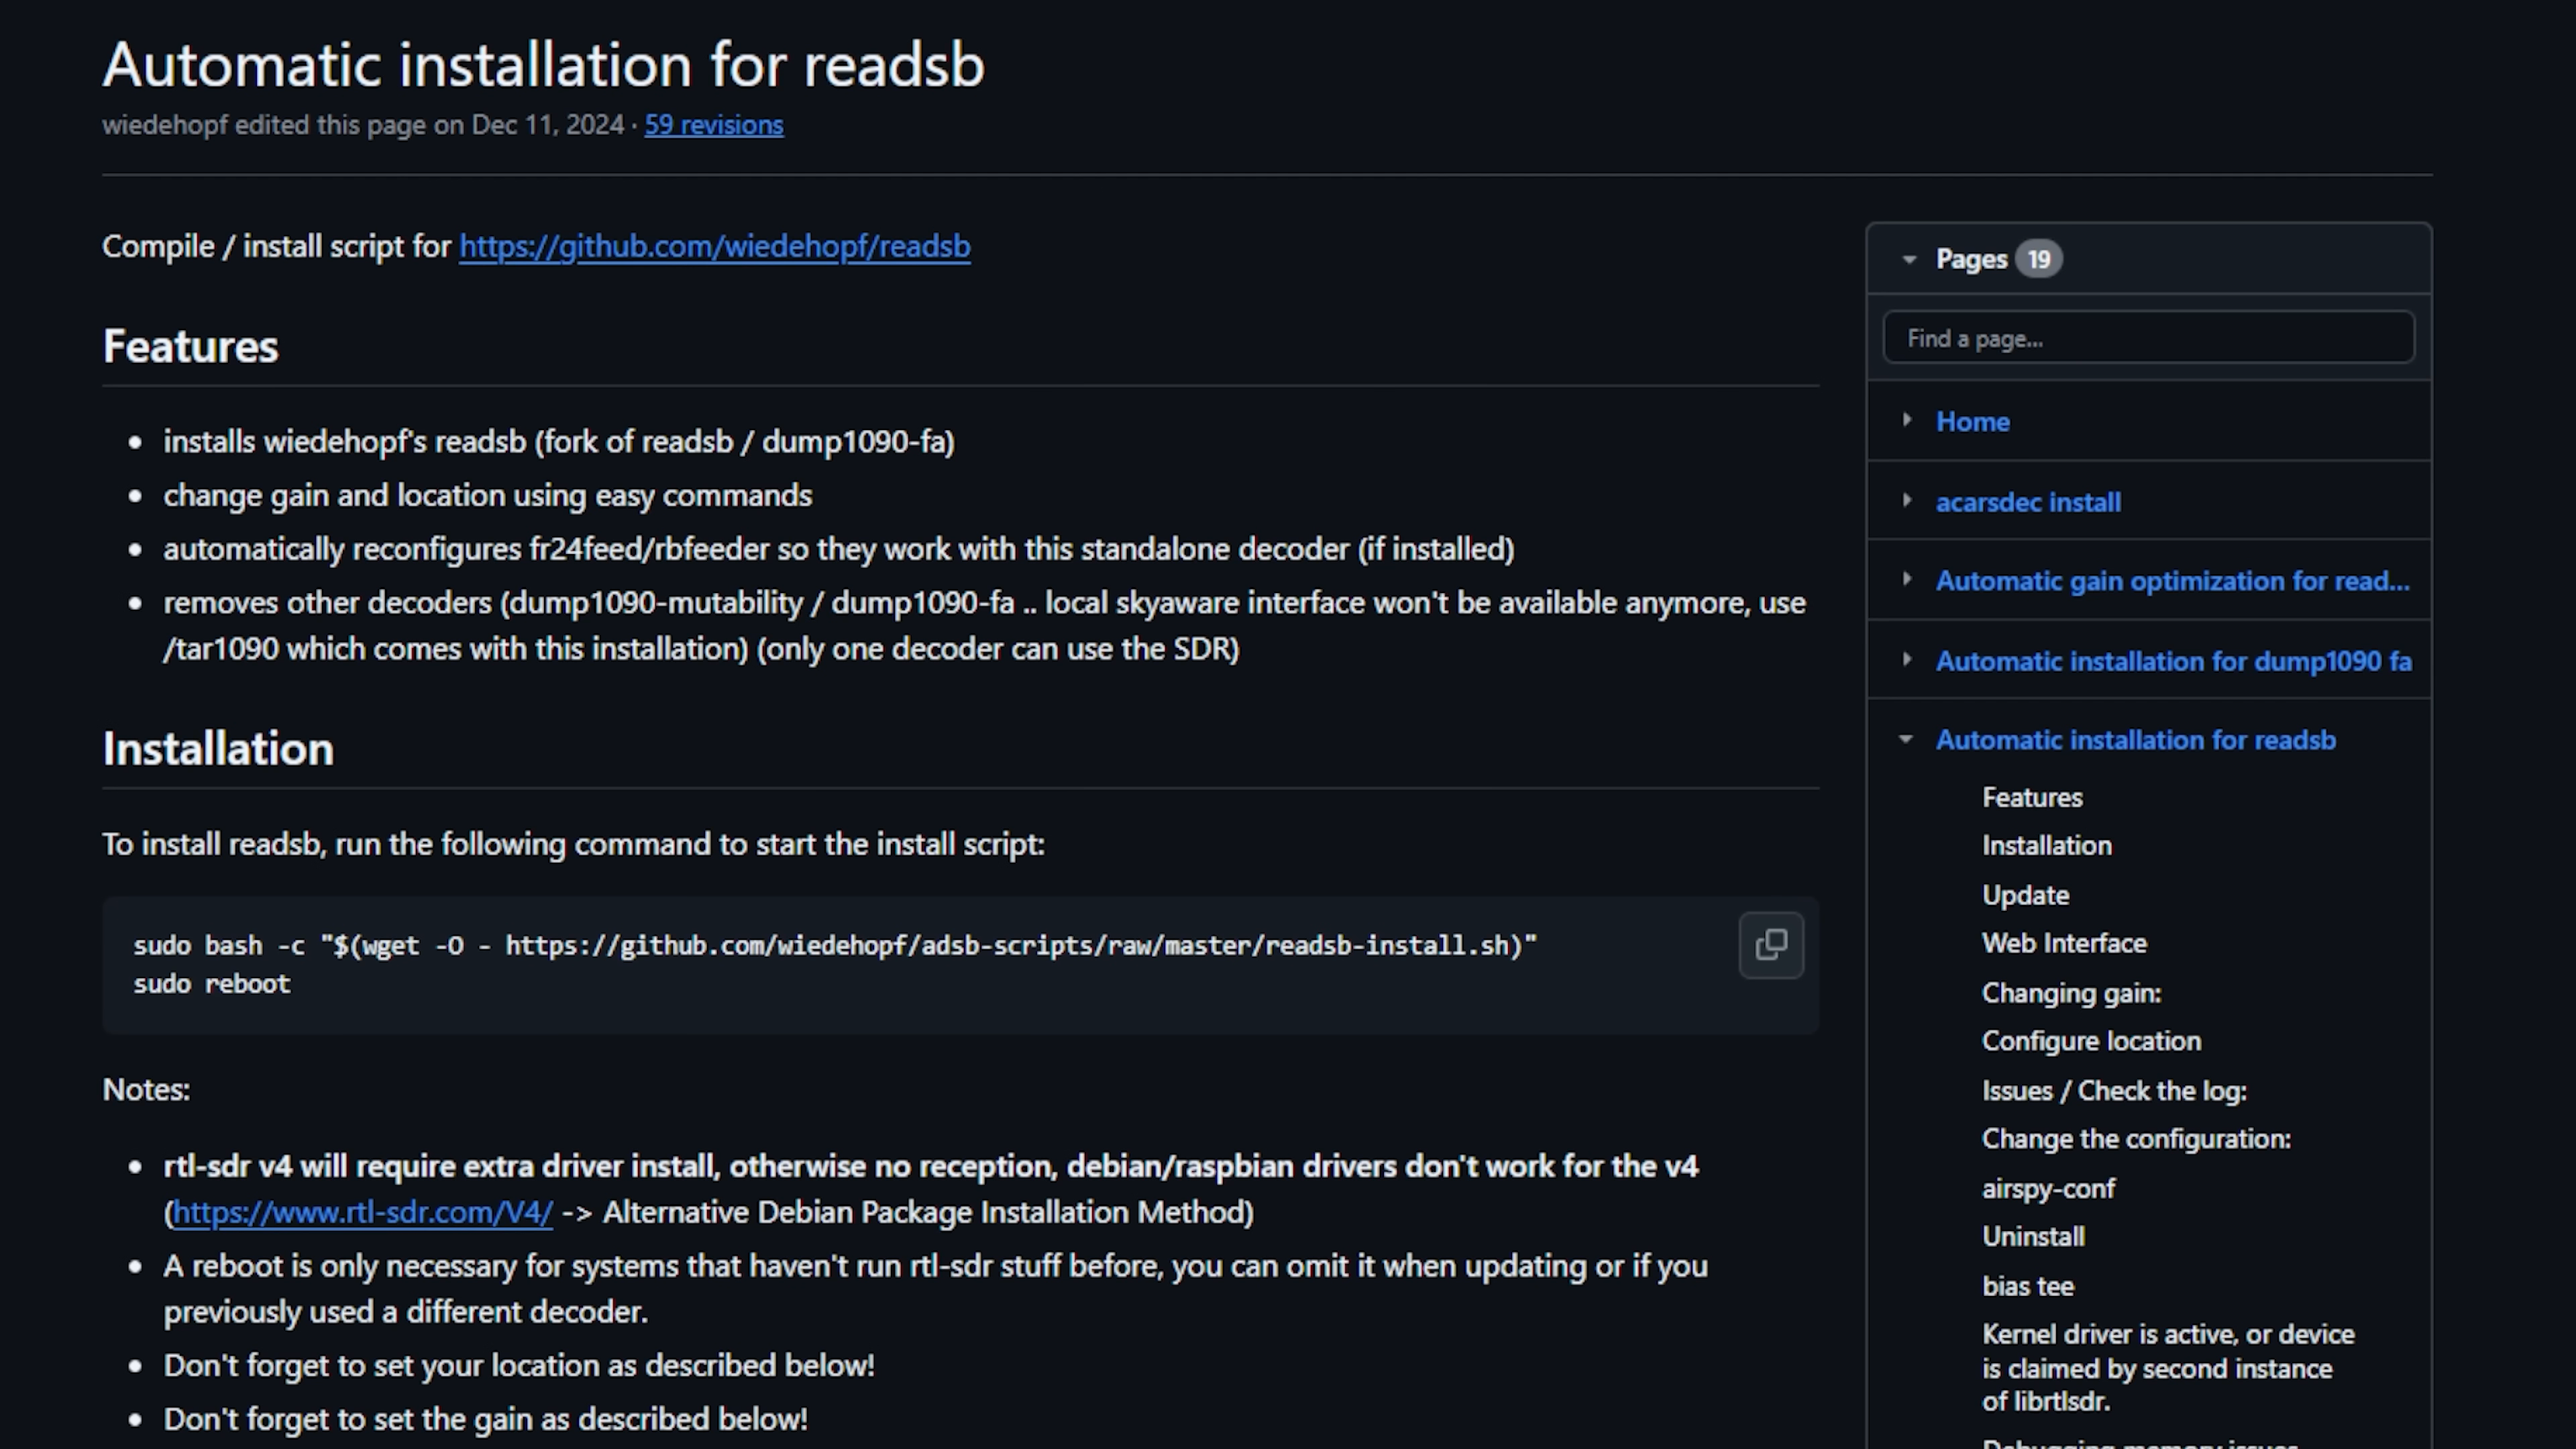 Automatic installation for readsb
wiedehopf edited this page on Dec 11, 2024 · 59 revisions
Compile / install script for https://github.com/wiedehopf/readsb
Features
installs wiedehopf's readsb (fork of readsb / dump1090-fa)
change gain and location using easy commands
automatically reconfigures fr24feed/rbfeeder so they work with this standalone decoder (if installed)
removes other decoders (dump1090-mutability / dump1090-fa .. local skyaware interface won't be available anymore, use
/tar1090 which comes with this installation) (only one decoder can use the SDR)
Installation
To install readsb, run the following command to start the install script:
sudo bash -c "$(wget -O - https://github.com/wiedehopf/adsb-scripts/raw/master/readsb-install.sh)"
sudo reboot
Notes:
rtl-sdr v4 will require extra driver install, otherwise no reception, debian/raspbian drivers don't work for the v4
(https://www.rtl-sdr.com/V4/ -> Alternative Debian Package Installation Method)
A reboot is only necessary for systems that haven't run rtl-sdr stuff before, you can omit it when updating or if you
previously used a different decoder.
Don't forget to set your location as described below!
Don't forget to set the gain as described below!
Pages 19
Find a page...
Home
acarsdec install
Automatic gain optimization for read...
Automatic installation for dump1090 fa
Automatic installation for readsb
Features
Installation
Update
Web Interface
Changing gain:
Configure location
Issues / Check the log:
Change the configuration:
airspy-conf
Uninstall
bias tee
Kernel driver is active, or device
is claimed by second instance
of librtlsdr.
Debugging memory issues